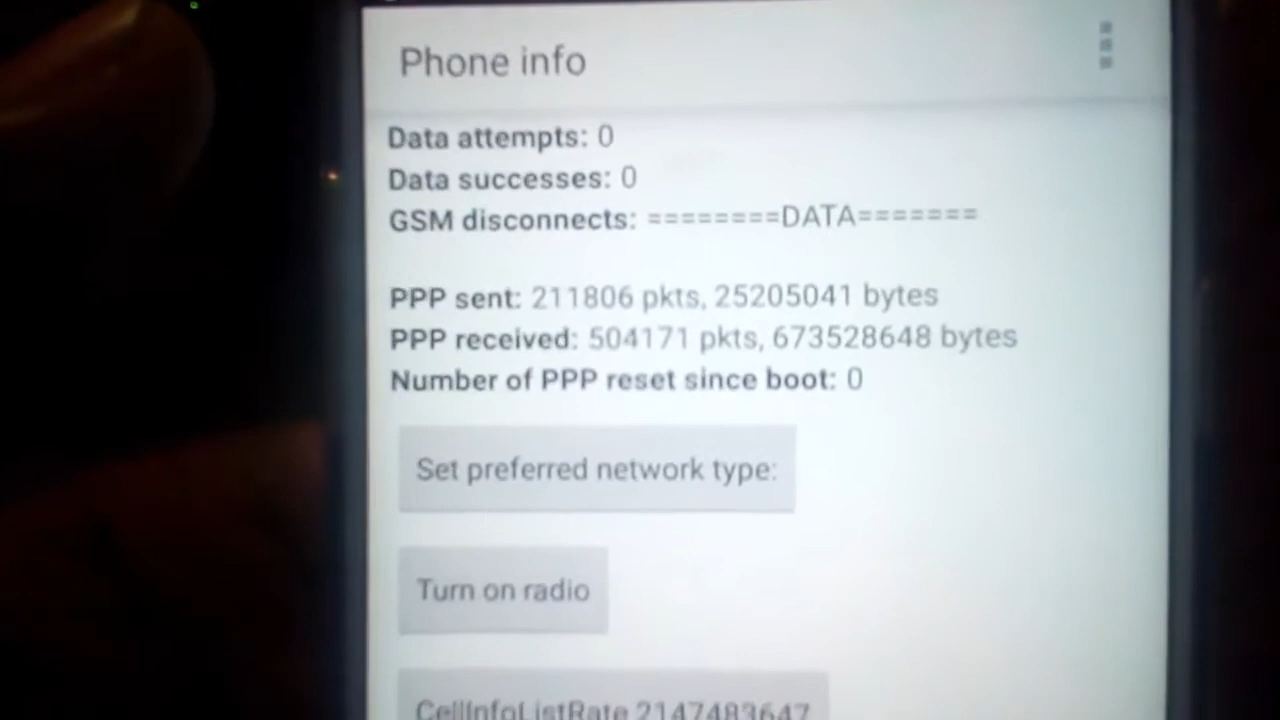 Phone info
Data attempts: 0
Data successes: 0
GSM disconnects: ========DATA=======
PPP sent: 211806 pkts, 25205041 bytes
PPP received: 504171 pkts, 673528648 bytes
Number of PPP reset since boot: 0
Set preferred network type:
Turn on radio
CellInfoListRate 2147483647